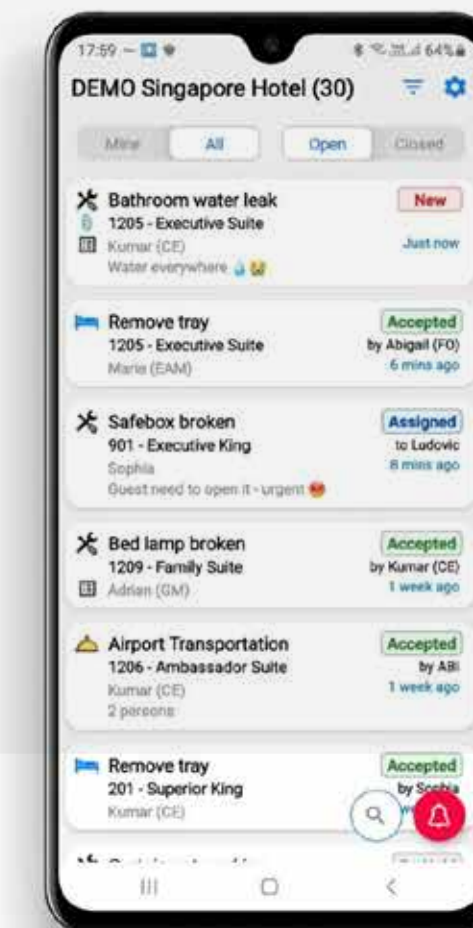 17:59
64%
DEMO Singapore Hotel (30)
Mine All Open Closed
Bathroom water leak New
1205 - Executive Suite
Kumar (CE) Just now
Water everywhere 💧😭
Remove tray Accepted
1205 - Executive Suite by Abigail (FO)
Marie (EAM) 6 mins ago
Safebox broken Assigned
901 - Executive King to Ludovic
Sophia 8 mins ago
Guest need to open it - urgent 😡
Bed lamp broken Accepted
1209 - Family Suite by Kumar (CE)
Adrian (GM) 1 week ago
Airport Transportation Accepted
1206 - Ambassador Suite by ABI
Kumar (CE) 1 week ago
2 persons
Remove tray Accepted
201 - Superior King by Sophia
Kumar (CE)